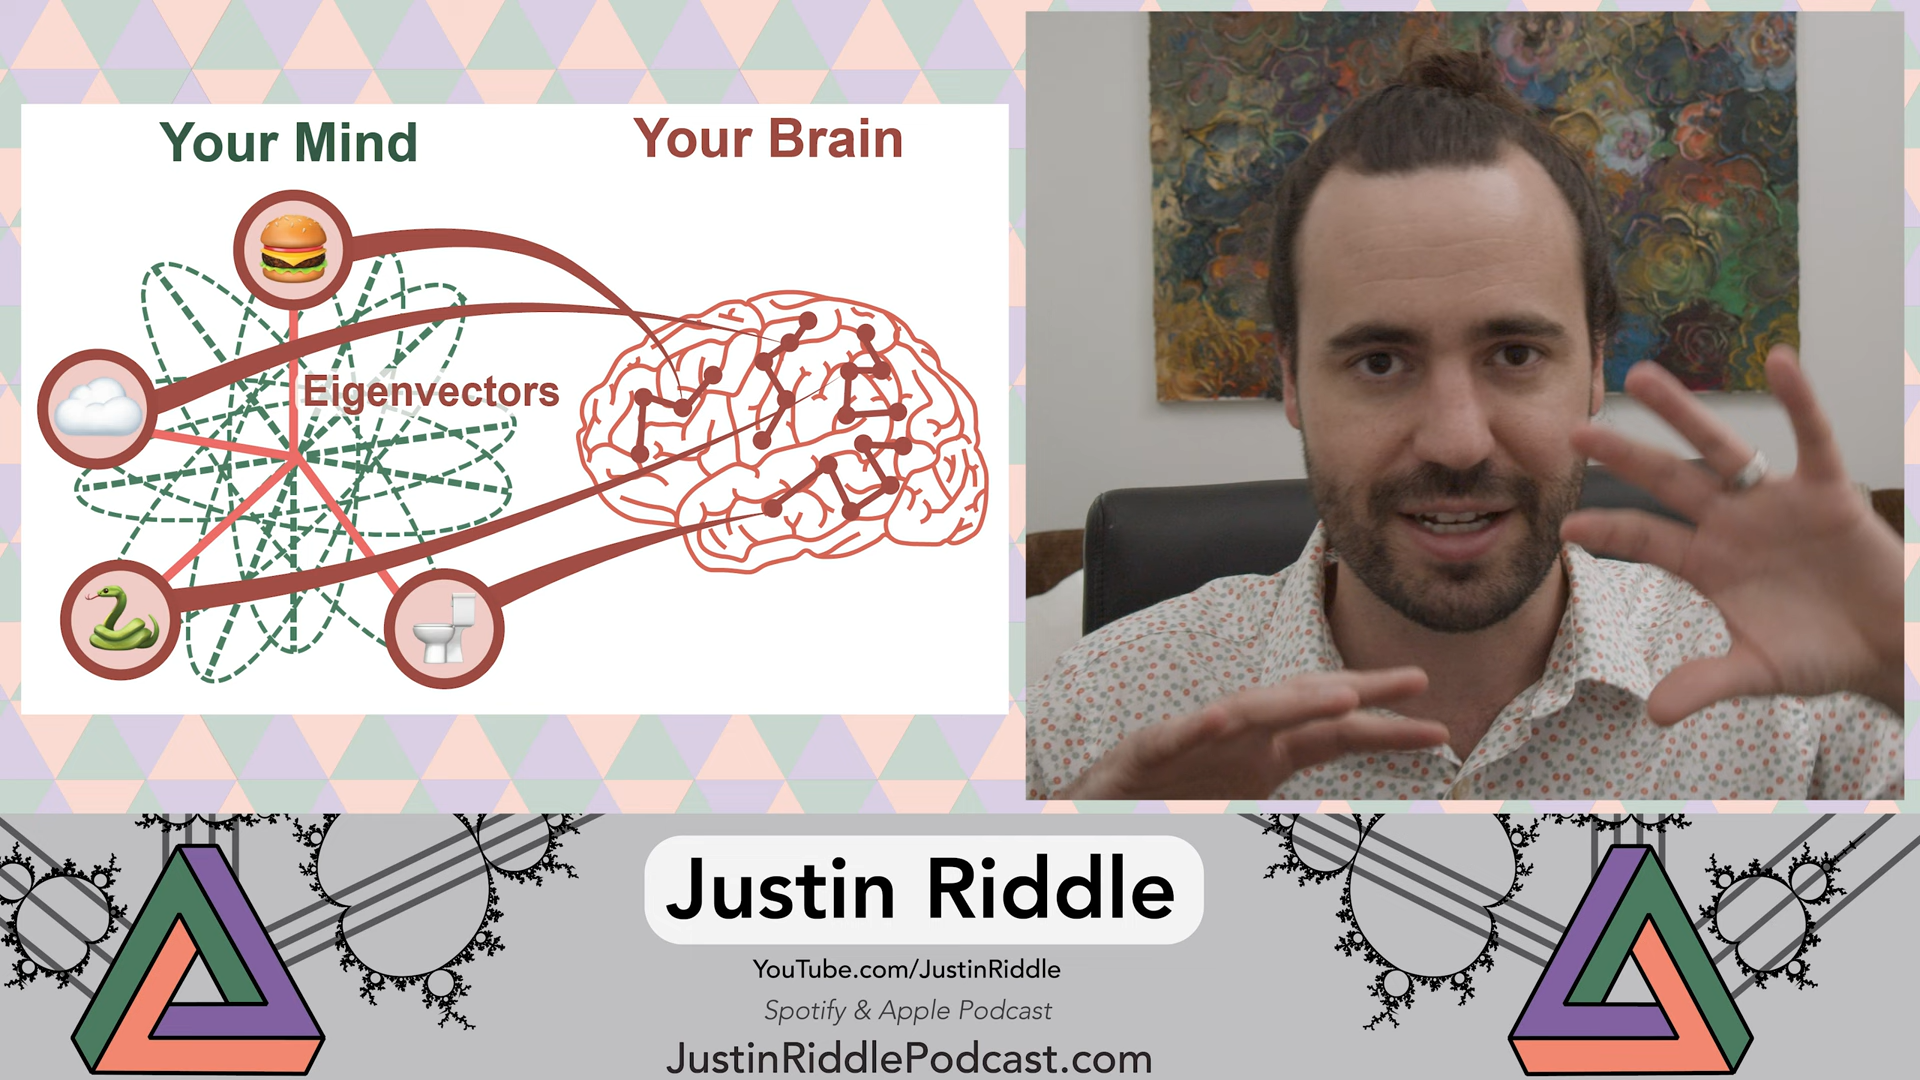 Your Mind
Your Brain
Eigenvectors
Justin Riddle
YouTube.com/JustinRiddle
Spotify & Apple Podcast
JustinRiddlePodcast.com